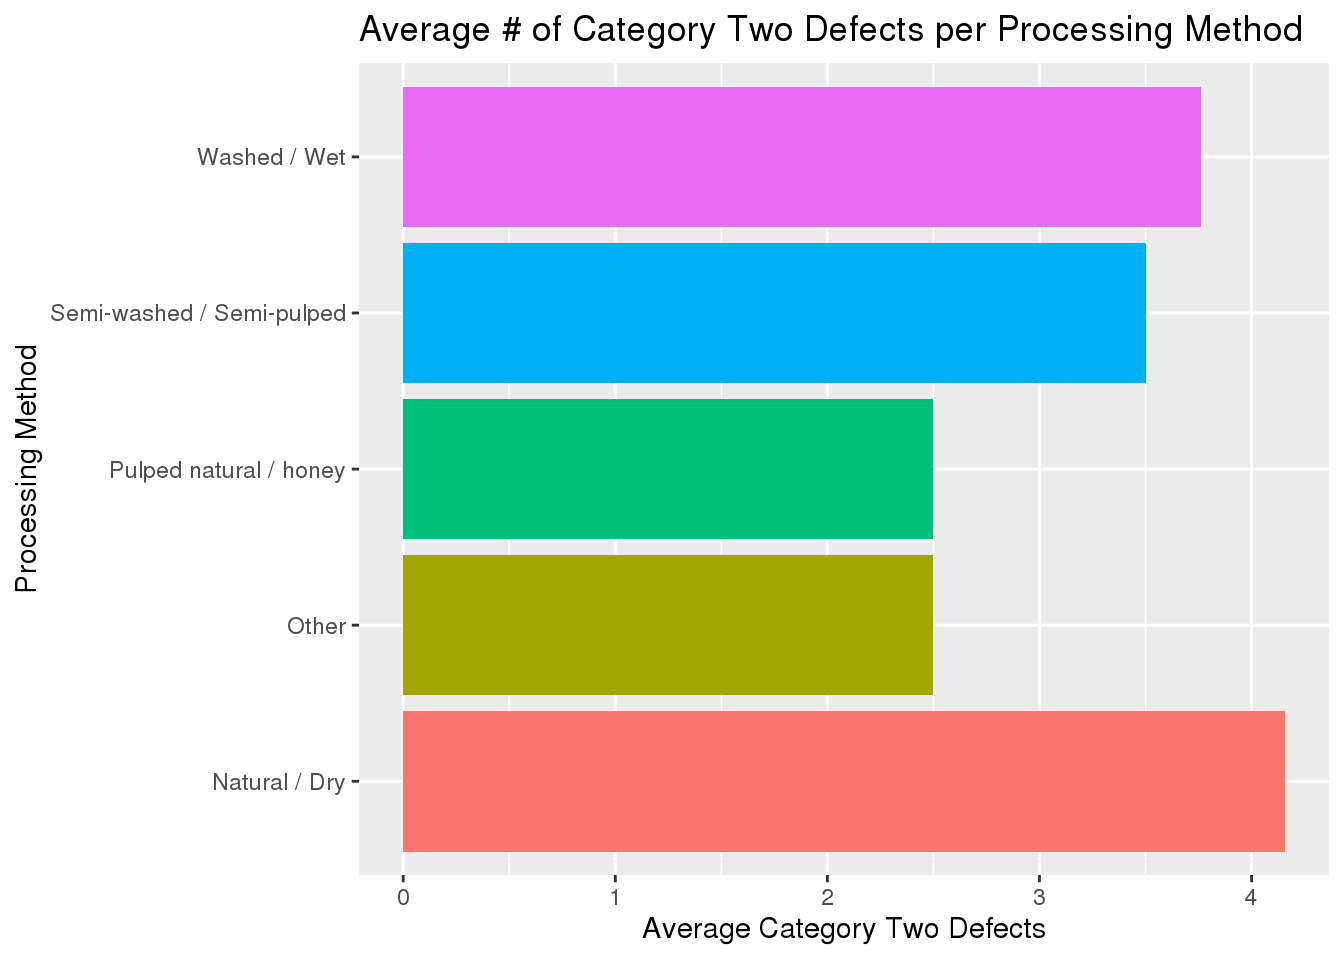 Average # of Category Two Defects per Processing Method
Processing Method
Washed / Wet
Semi-washed / Semi-pulped
Pulped natural / honey
Other
Natural / Dry
0 1 2 3 4
Average Category Two Defects